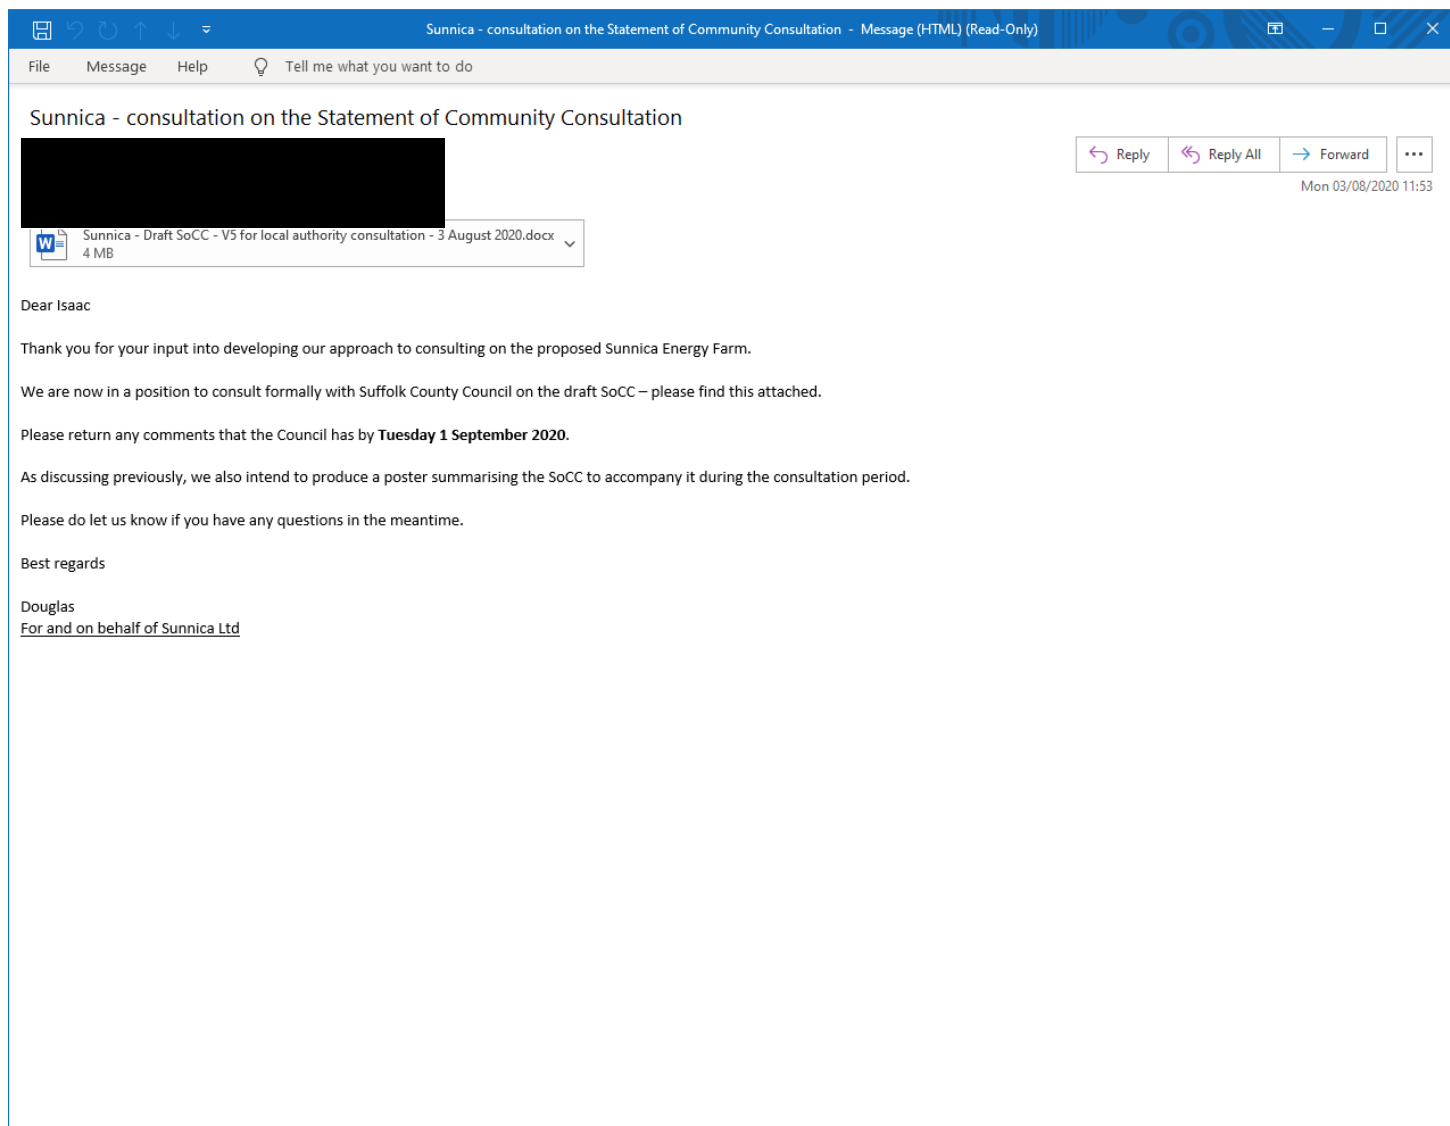 Sunnica - consultation on the Statement of Community Consultation - Message (HTML) (Read-Only)
File Message Help Tell me what you want to do
Sunnica - consultation on the Statement of Community Consultation
Reply Reply All Forward
Mon 03/08/2020 11:53
Sunnica - Draft SoCC - V5 for local authority consultation - 3 August 2020.docx
4 MB
Dear Isaac
Thank you for your input into developing our approach to consulting on the proposed Sunnica Energy Farm.
We are now in a position to consult formally with Suffolk County Council on the draft SoCC – please find this attached.
Please return any comments that the Council has by Tuesday 1 September 2020.
As discussing previously, we also intend to produce a poster summarising the SoCC to accompany it during the consultation period.
Please do let us know if you have any questions in the meantime.
Best regards
Douglas
For and on behalf of Sunnica Ltd